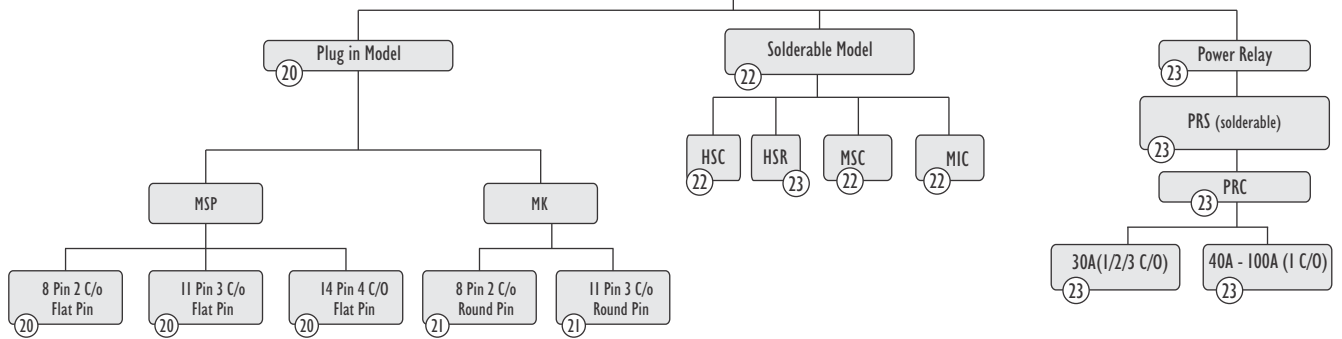 Plug in Model
20
Solderable Model
22
Power Relay
23
PRS (solderable)
23
HSC
22
HSR
23
MSC
22
MIC
22
PRC
23
MSP
MK
8 Pin 2 C/o
Flat Pin
20
11 Pin 3 C/o
Flat Pin
20
14 Pin 4 C/O
Flat Pin
20
8 Pin 2 C/o
Round Pin
21
11 Pin 3 C/o
Round Pin
21
30A(1/2/3 C/O)
23
40A - 100A (1 C/O)
23